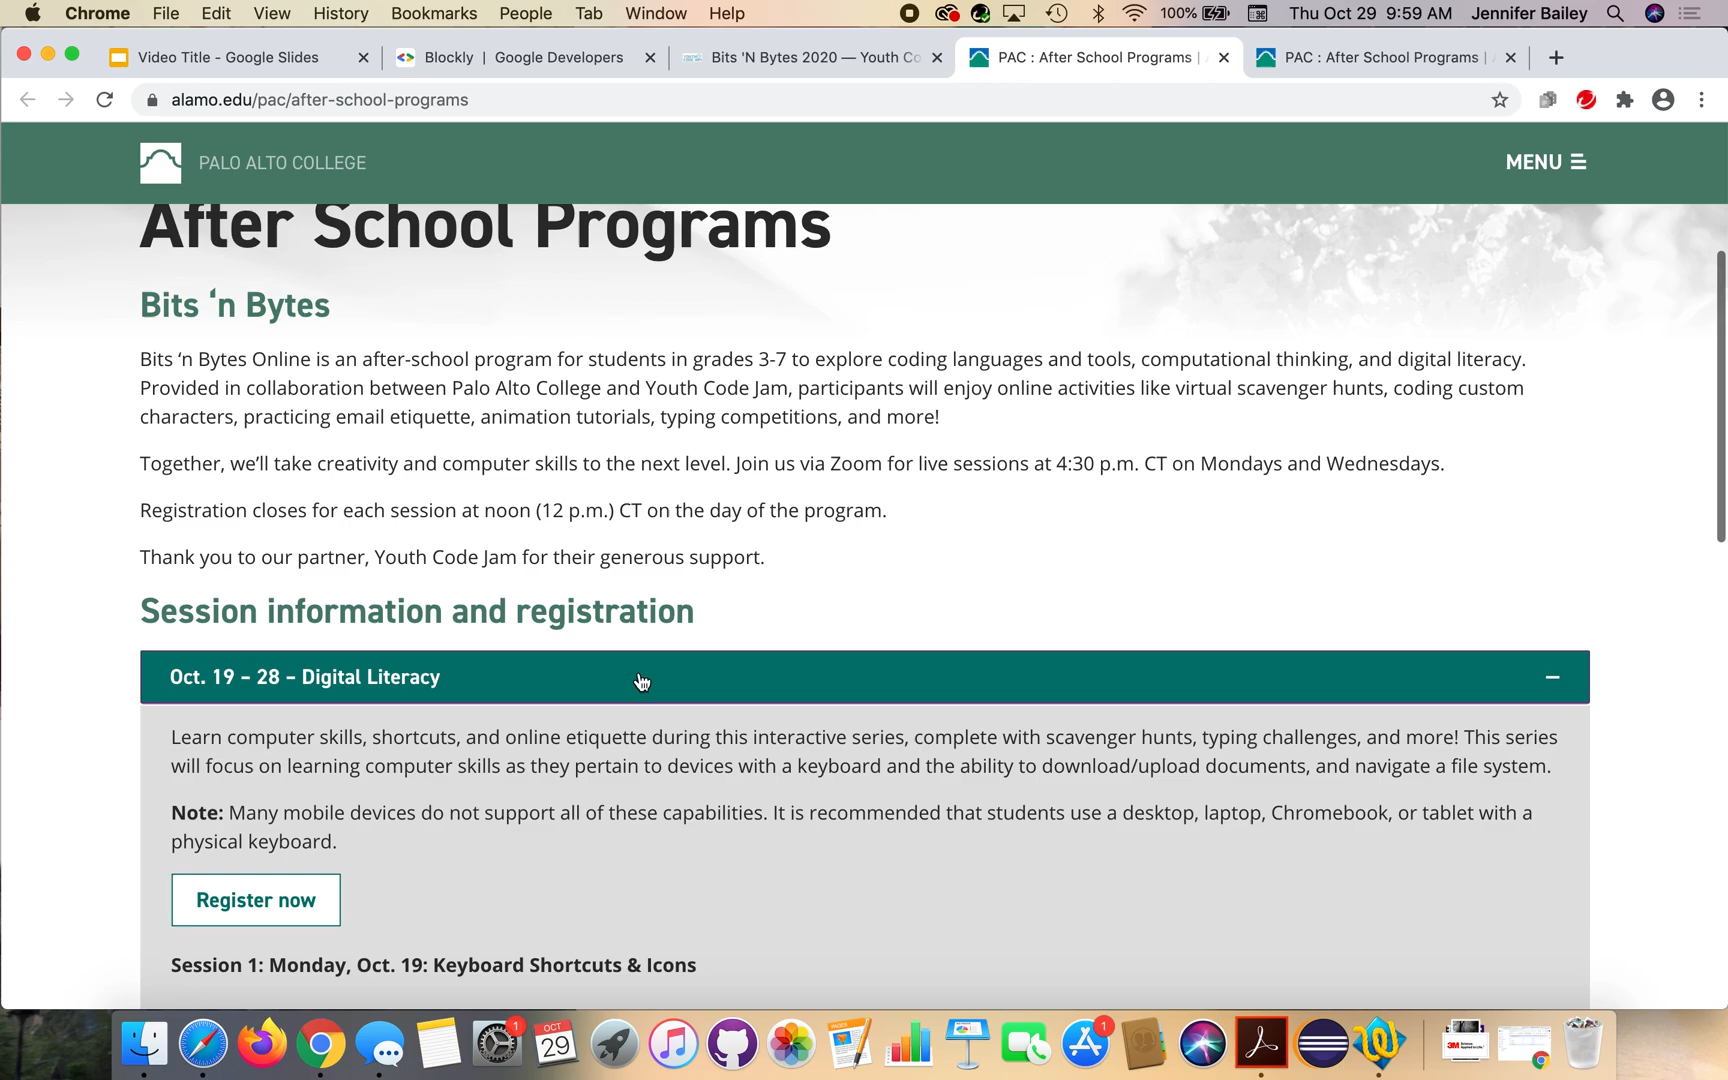 Chrome File Edit View History Bookmarks People Tab Window Help 100% Thu Oct 29 9:59 AM Jennifer Bailey
Video Title - Google Slides Blockly | Google Developers Bits 'N Bytes 2020 — Youth Co PAC : After School Programs | PAC : After School Programs |
alamo.edu/pac/after-school-programs
PALO ALTO COLLEGE MENU
After School Programs
Bits ‘n Bytes
Bits ‘n Bytes Online is an after-school program for students in grades 3-7 to explore coding languages and tools, computational thinking, and digital literacy.
Provided in collaboration between Palo Alto College and Youth Code Jam, participants will enjoy online activities like virtual scavenger hunts, coding custom
characters, practicing email etiquette, animation tutorials, typing competitions, and more!
Together, we’ll take creativity and computer skills to the next level. Join us via Zoom for live sessions at 4:30 p.m. CT on Mondays and Wednesdays.
Registration closes for each session at noon (12 p.m.) CT on the day of the program.
Thank you to our partner, Youth Code Jam for their generous support.
Session information and registration
Oct. 19 – 28 – Digital Literacy
Learn computer skills, shortcuts, and online etiquette during this interactive series, complete with scavenger hunts, typing challenges, and more! This series
will focus on learning computer skills as they pertain to devices with a keyboard and the ability to download/upload documents, and navigate a file system.
Note: Many mobile devices do not support all of these capabilities. It is recommended that students use a desktop, laptop, Chromebook, or tablet with a
physical keyboard.
Register now
Session 1: Monday, Oct. 19: Keyboard Shortcuts & Icons
1 OCT 29 PAGES 1 3M